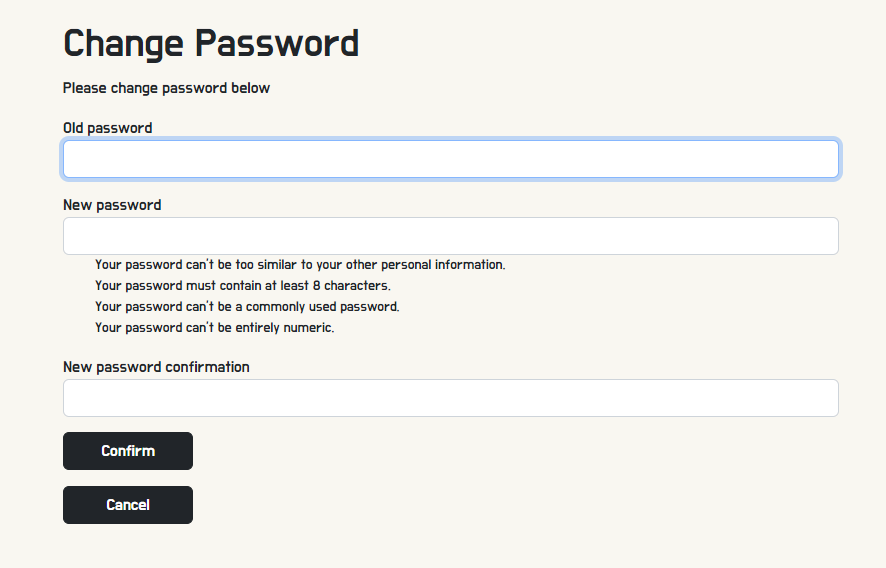 Change Password
Please change password below
Old password
New password
Your password can't be too similar to your other personal information.
Your password must contain at least 8 characters.
Your password can't be a commonly used password.
Your password can't be entirely numeric.
New password confirmation
Confirm
Cancel